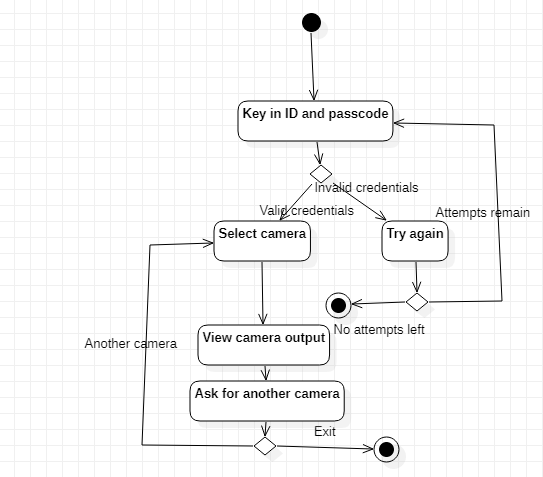 Key in ID and passcode
Invalid credentials
Valid credentials
Attempts remain
Select camera
Try again
No attempts left
View camera output
Another camera
Ask for another camera
Exit